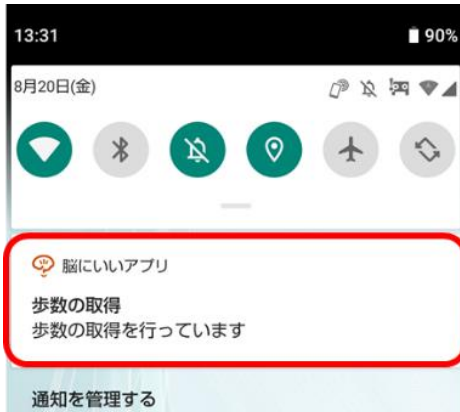 13:31
90%
8月20日(金)
脳にいいアプリ
歩数の取得
歩数の取得を行っています
通知を管理する